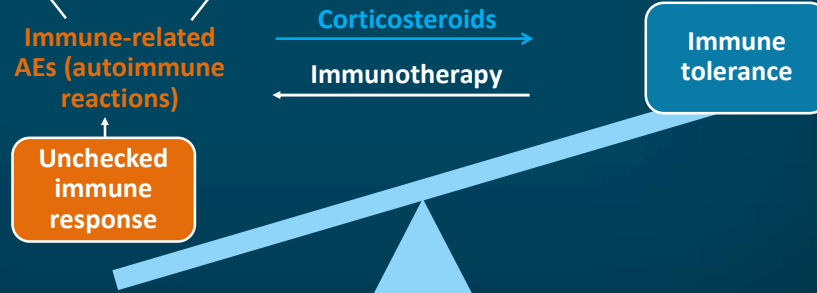 Corticosteroids
Immune-related
AEs (autoimmune
reactions)
Immunotherapy
Immune
tolerance
Unchecked
immune
response